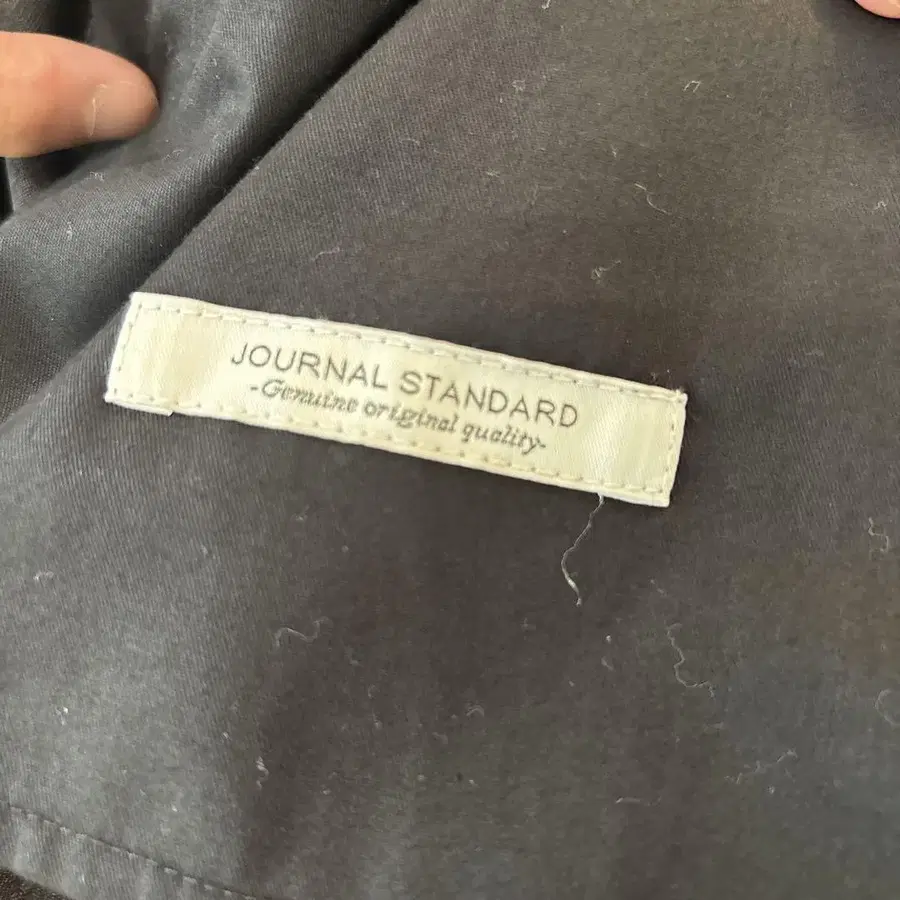 JOURNAL STANDARD
-Genuine original quality-